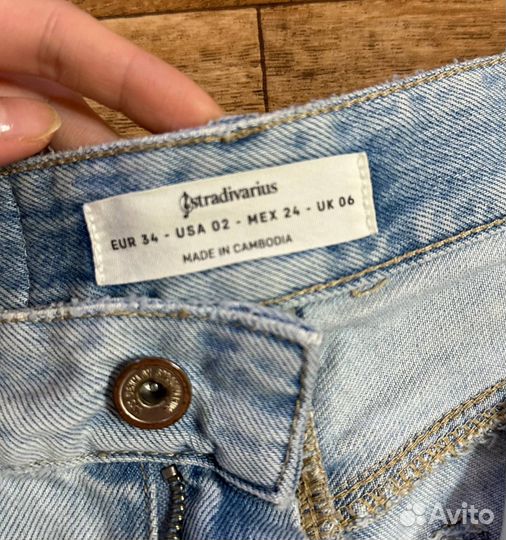 stradivarius
EUR 34 - USA 02 - MEX 24 - UK 06
MADE IN CAMBODIA
Avito